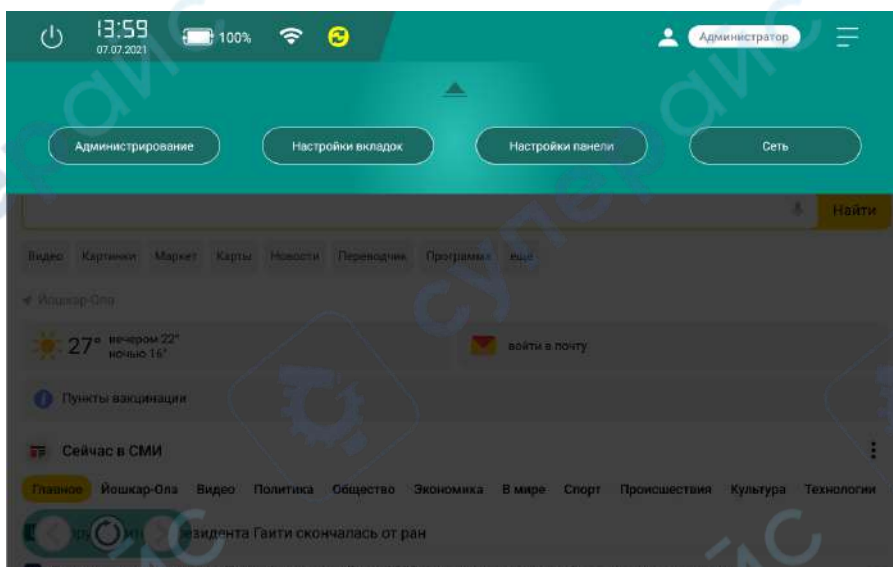 13:59
07.07.2021
100%
Администратор
Администрирование
Настройки вкладок
Настройки панели
Сеть
Найти
Видео Картинки Маркет Карты Новости Переводчик Программы ещё
Йошкар-Ола
27° вечером 22°
ночью 16°
войти в почту
Пункты вакцинации
Сейчас в СМИ
Главное Йошкар-Ола Видео Политика Общество Экономика В мире Спорт Происшествия Культура Технологии
Гаити скончалась от ран
суперайс